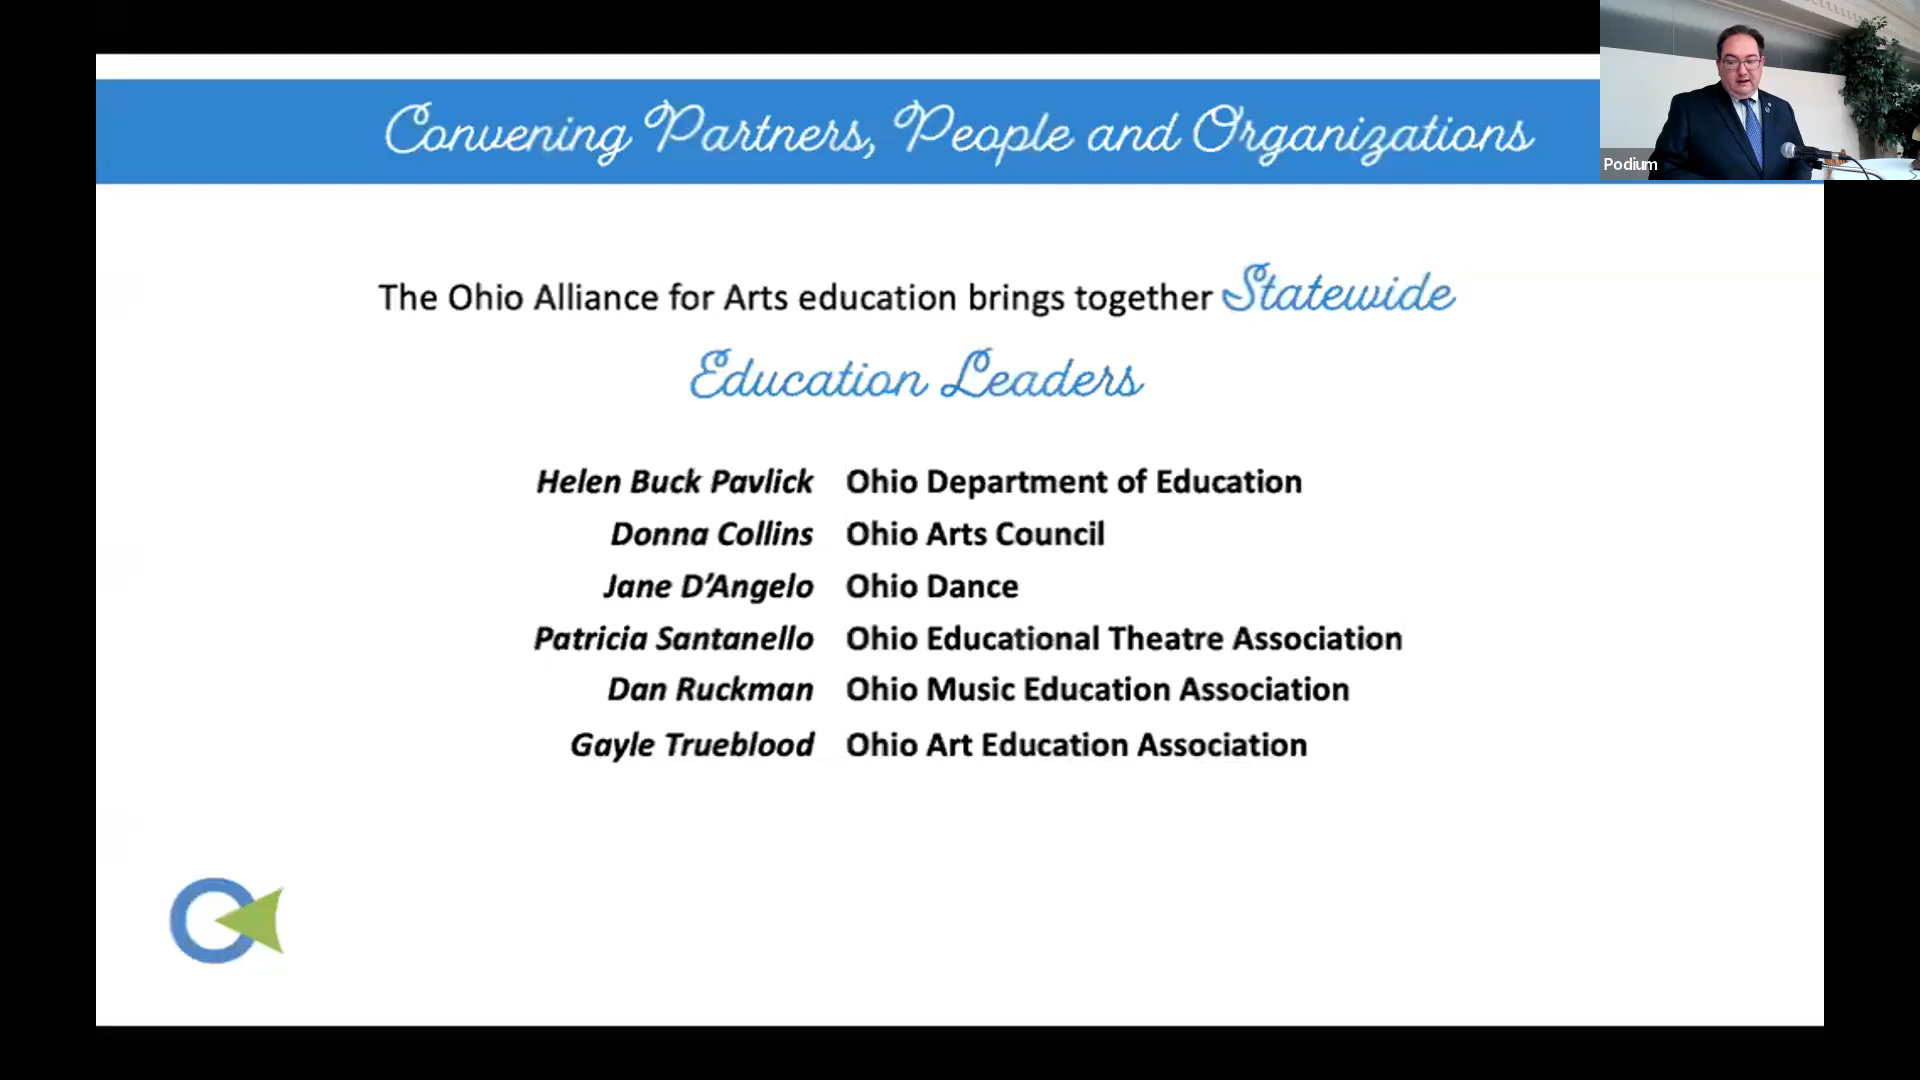 Convening Partners, People and Organizations
Podium
The Ohio Alliance for Arts education brings together Statewide
Education Leaders
Helen Buck Pavlick Ohio Department of Education
Donna Collins Ohio Arts Council
Jane D’Angelo Ohio Dance
Patricia Santanello Ohio Educational Theatre Association
Dan Ruckman Ohio Music Education Association
Gayle Trueblood Ohio Art Education Association